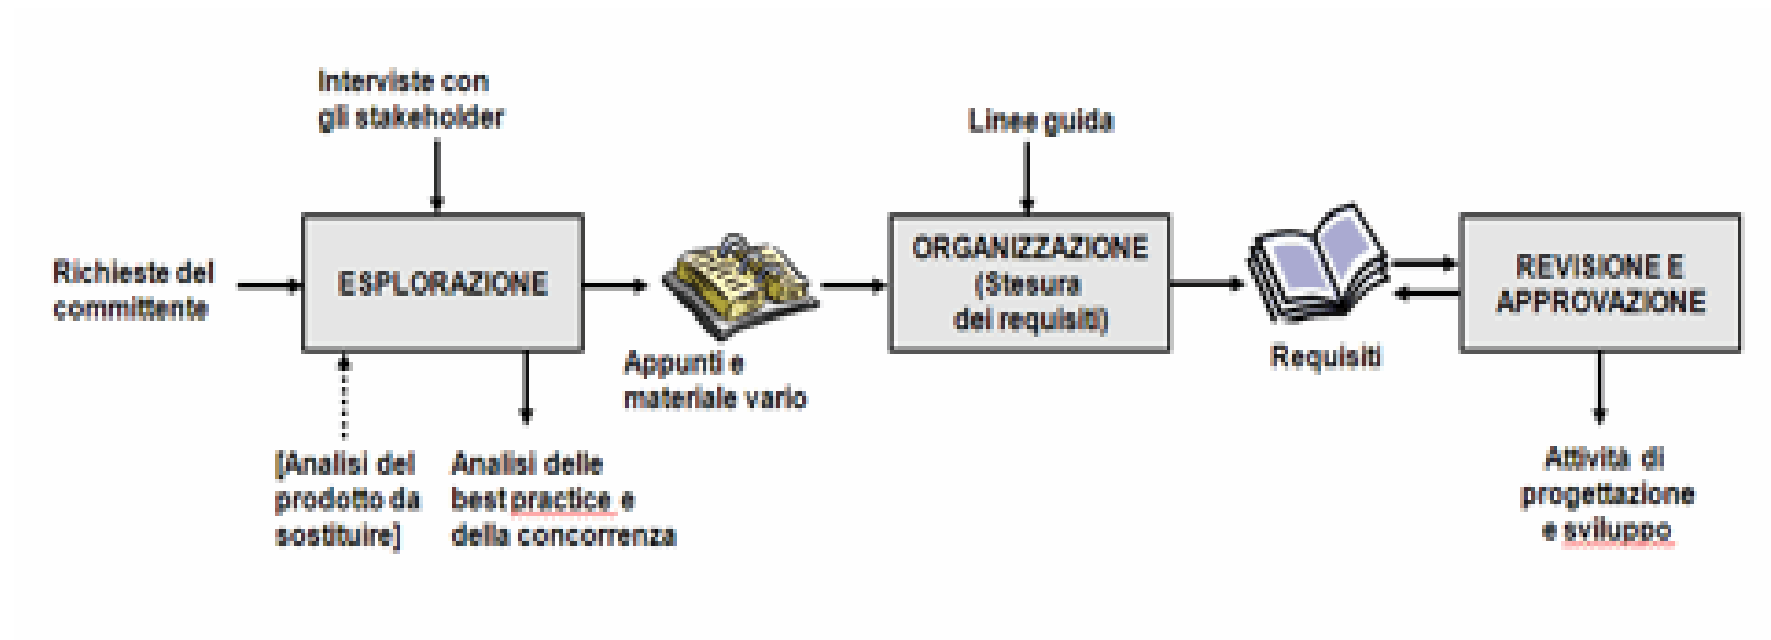 Interviste con
gli stakeholder
Linee guida
Richieste del
committente
ESPLORAZIONE
Appunti e
materiale vario
ORGANIZZAZIONE
(Stesura
dei requisiti)
Requisiti
REVISIONE E
APPROVAZIONE
[Analisi del
prodotto da
sostituire]
Analisi delle
best practice e
della concorrenza
Attività di
progettazione
e sviluppo